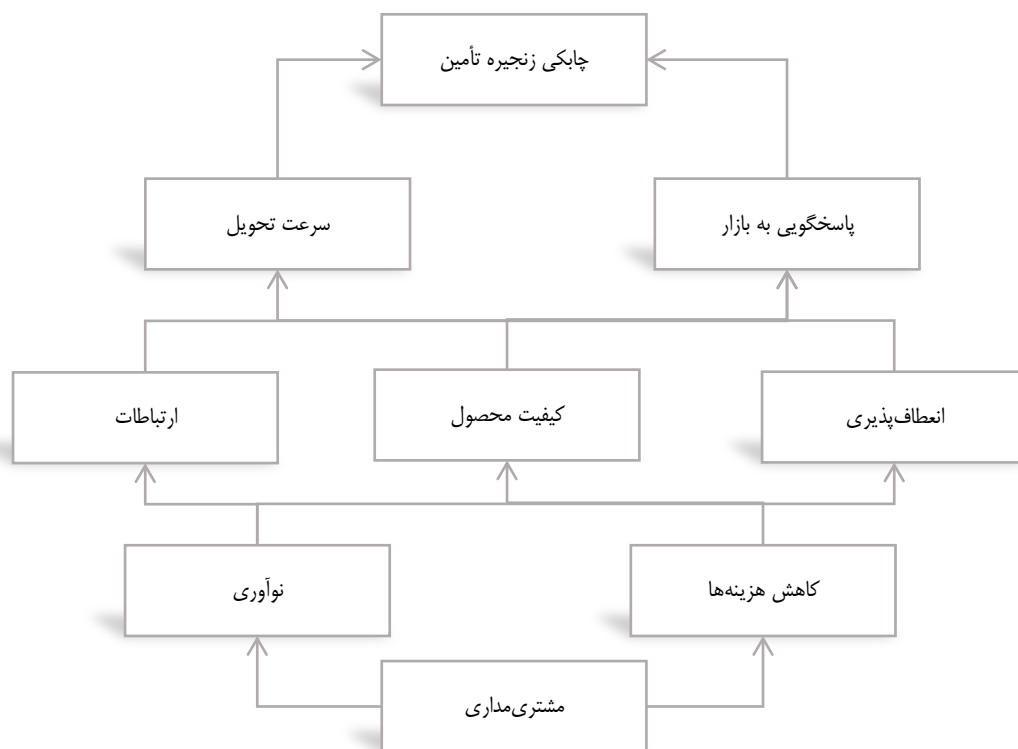 چابکی زنجیره تأمین
پاسخگویی به بازار
سرعت تحویل
انعطاف‌پذیری
کیفیت محصول
ارتباطات
کاهش هزینه‌ها
نوآوری
مشتری‌مداری